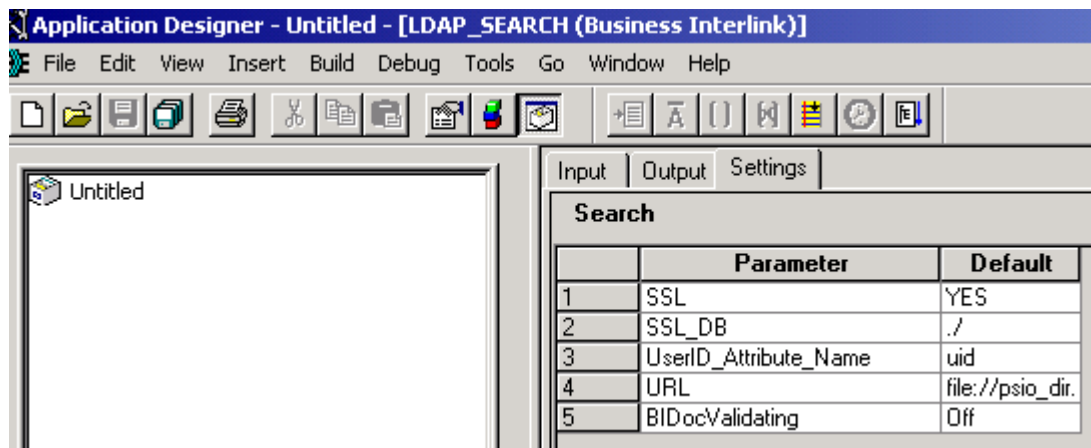 Application Designer - Untitled - [LDAP_SEARCH (Business Interlink)]
File Edit View Insert Build Debug Tools Go Window Help
Untitled
Input Output Settings
Search
Parameter Default
1 SSL YES
2 SSL_DB ./
3 UserID_Attribute_Name uid
4 URL file://psio_dir.
5 BIDocValidating Off